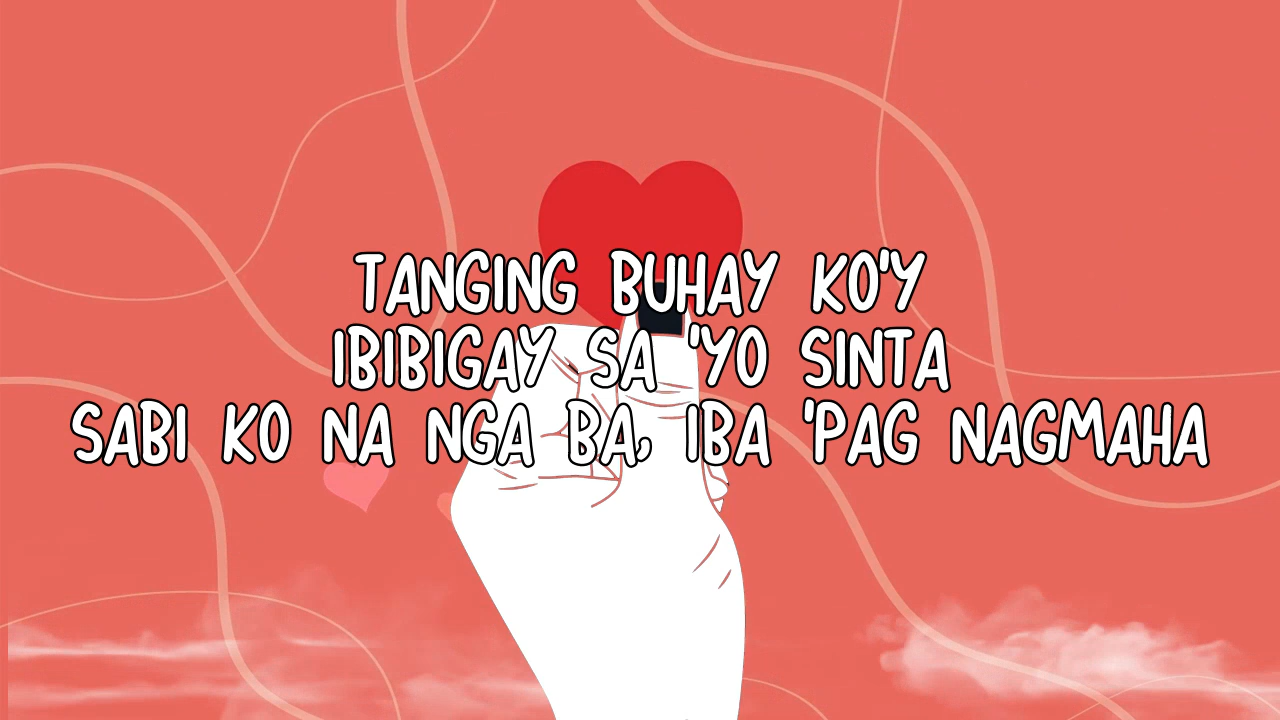 TANGING BUHAY KO'Y
IBIBIGAY SA 'YO SINTA
SABI KO NA NGA BA, IBA 'PAG NAGMAHA